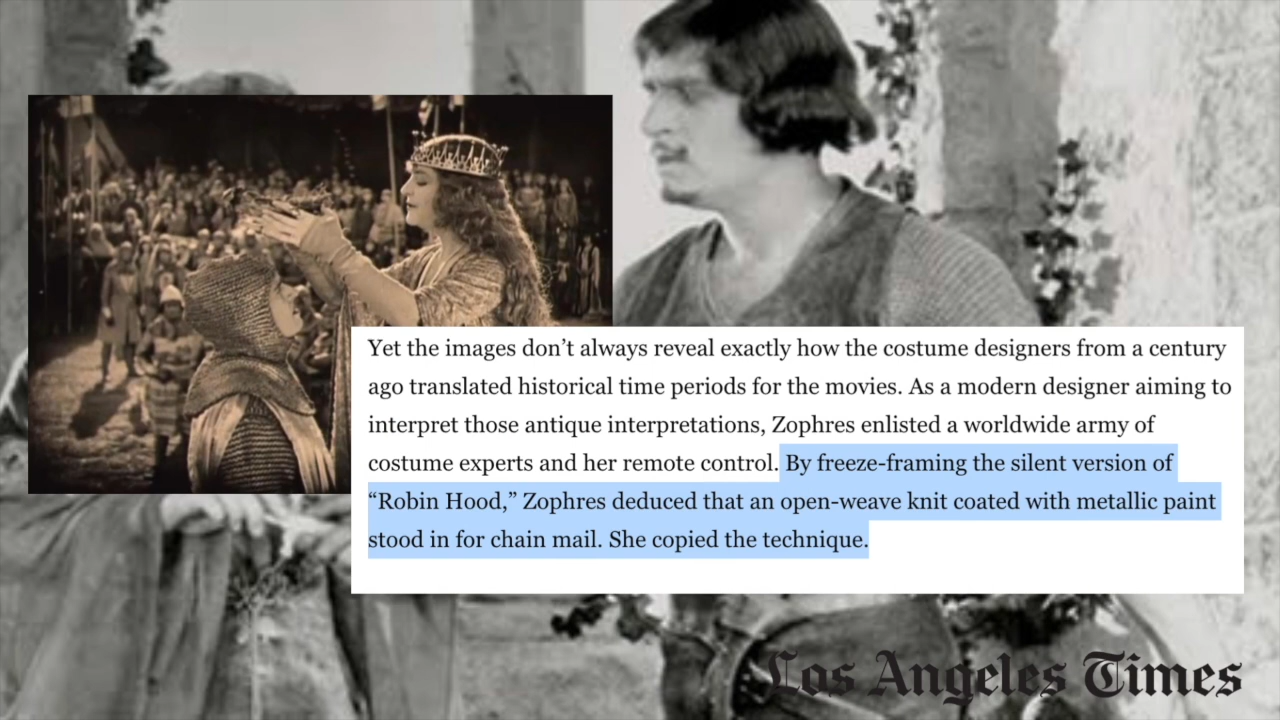 Yet the images don’t always reveal exactly how the costume designers from a century
ago translated historical time periods for the movies. As a modern designer aiming to
interpret those antique interpretations, Zophres enlisted a worldwide army of
costume experts and her remote control. By freeze-framing the silent version of
“Robin Hood,” Zophres deduced that an open-weave knit coated with metallic paint
stood in for chain mail. She copied the technique.
Los Angeles Times